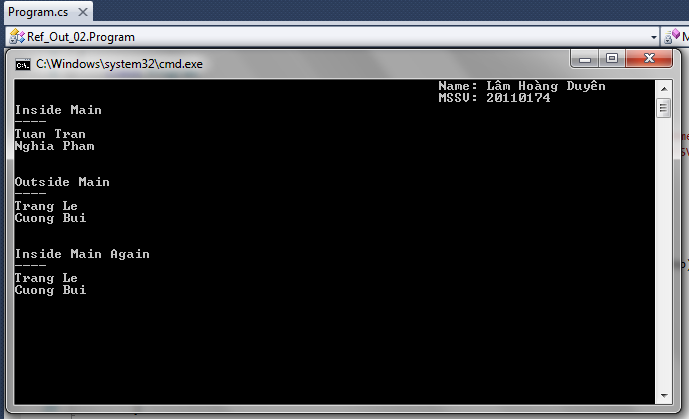 Program.cs
Ref_Out_02.Program
C:\Windows\system32\cmd.exe
Name: Lâm Hoàng Duyên
MSSV: 20110174
Inside Main
----
Tuan Tran
Nghia Pham
Outside Main
----
Trang Le
Cuong Bui
Inside Main Again
----
Trang Le
Cuong Bui